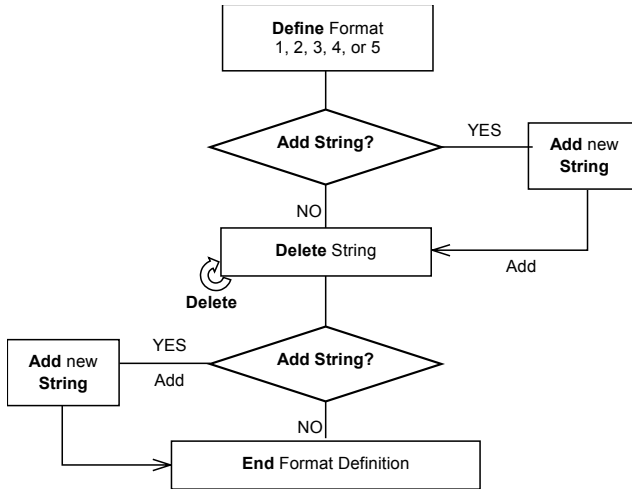 Define Format
1, 2, 3, 4, or 5
Add String?
YES
Add new
String
NO
Delete String
Add
Delete
Add String?
YES
Add
Add new
String
NO
End Format Definition